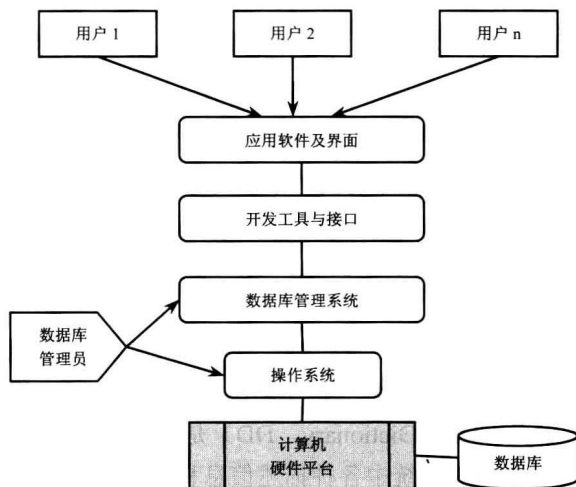 用户 1
用户 2
用户 n
应用软件及界面
开发工具与接口
数据库管理系统
数据库
管理员
操作系统
计算机
硬件平台
数据库